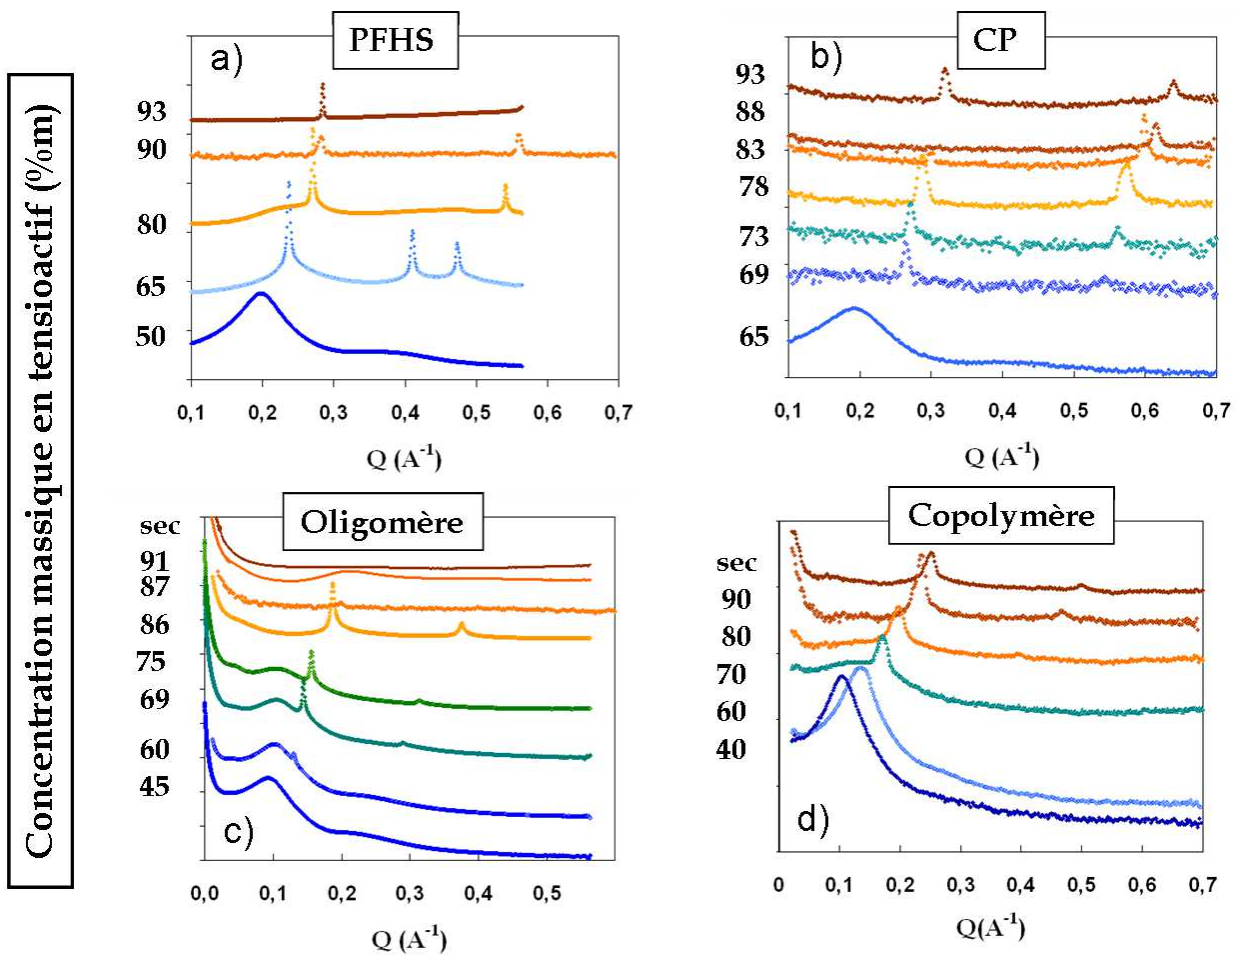 Concentration massique en tensioactif (%m)
PFHS
a)
93
90
80
65
50
0,1 0,2 0,3 0,4 0,5 0,6 0,7
Q (A-1)
CP
b)
93
88
83
78
73
69
65
0,1 0,2 0,3 0,4 0,5 0,6 0,7
Q (A-1)
Oligomère
sec
91
87
86
75
69
60
45
c)
0,0 0,1 0,2 0,3 0,4 0,5
Q (A-1)
Copolymère
sec
90
80
70
60
40
d)
0 0,1 0,2 0,3 0,4 0,5 0,6 0,7
Q(A-1)